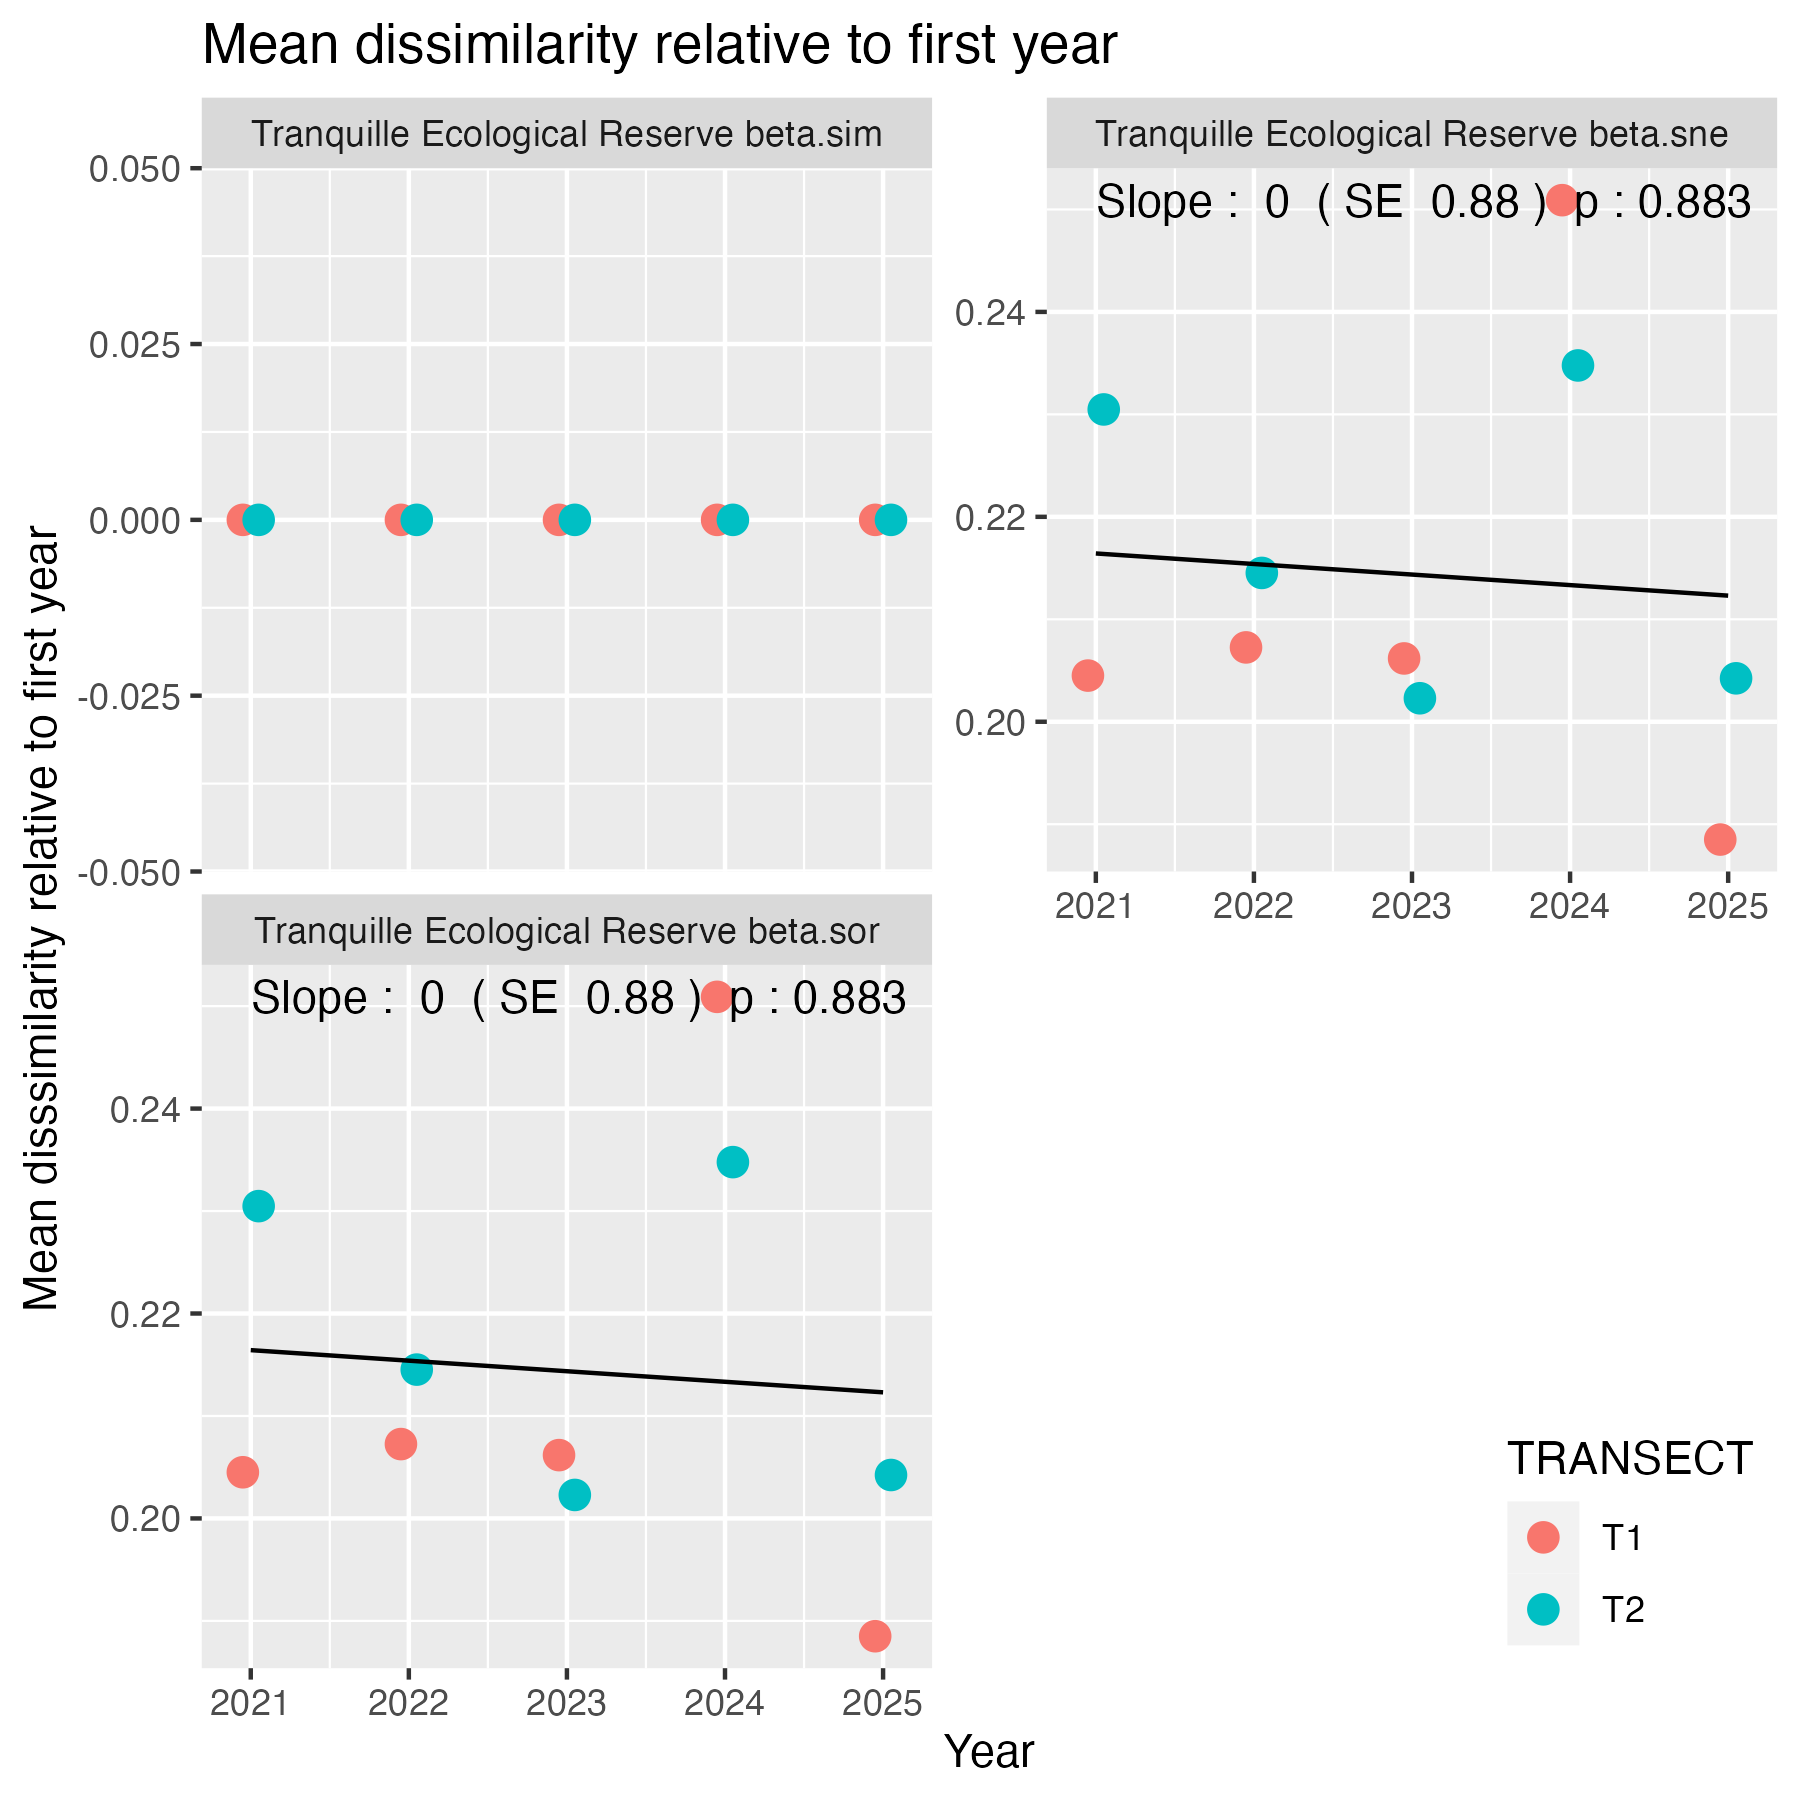 Mean dissimilarity relative to first year
Mean disssimilarity relative to first year
Tranquille Ecological Reserve beta.sim
0.050
0.025
0.000
-0.025
-0.050
Tranquille Ecological Reserve beta.sne
Slope : 0 ( SE 0.88 ) p : 0.883
0.24
0.22
0.20
2021 2022 2023 2024 2025
Tranquille Ecological Reserve beta.sor
Slope : 0 ( SE 0.88 ) p : 0.883
0.24
0.22
0.20
2021 2022 2023 2024 2025
Year
TRANSECT
T1
T2